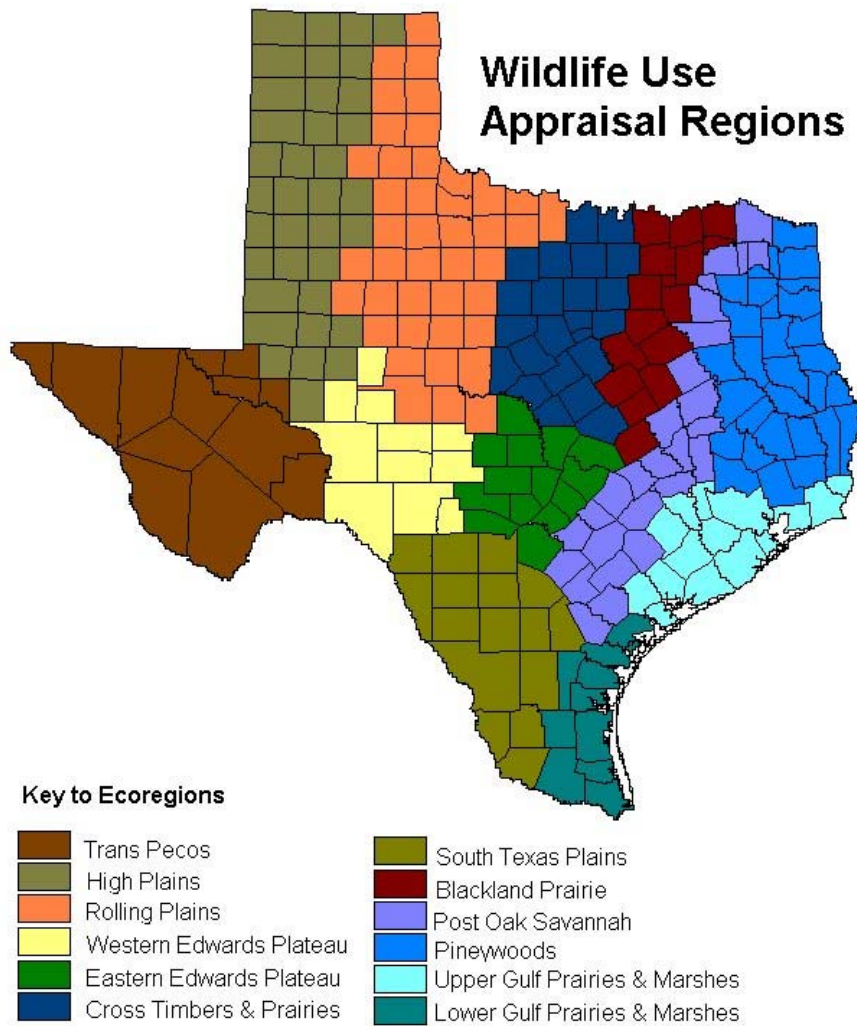 Wildlife Use
Appraisal Regions
Key to Ecoregions
Trans Pecos
High Plains
Rolling Plains
Western Edwards Plateau
Eastern Edwards Plateau
Cross Timbers & Prairies
South Texas Plains
Blackland Prairie
Post Oak Savannah
Pineywoods
Upper Gulf Prairies & Marshes
Lower Gulf Prairies & Marshes